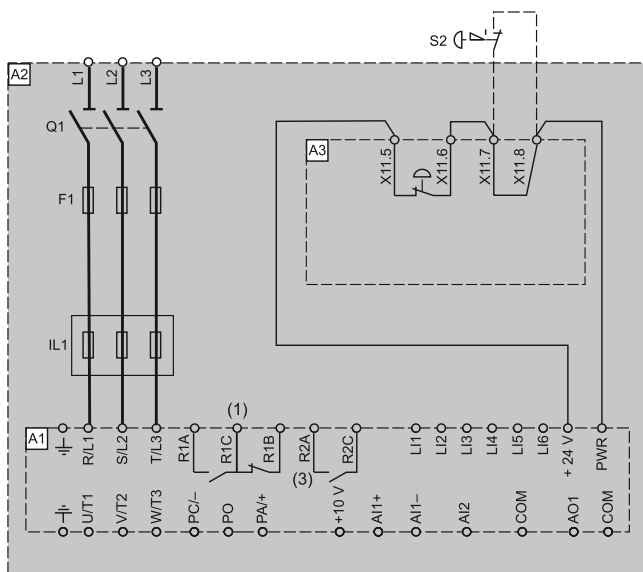 S2
A2
L1 L2 L3
Q1
A3
X11.5 X11.6 X11.7 X11.8
F1
IL1
(1)
A1
R/L1 S/L2 T/L3 R1A R1C R1B R2A R2C LI1 LI2 LI3 LI4 LI5 LI6 + 24 V PWR
(3)
U/T1 V/T2 W/T3 PC/– PO PA/+ +10 V AI1+ AI1– AI2 COM AO1 COM